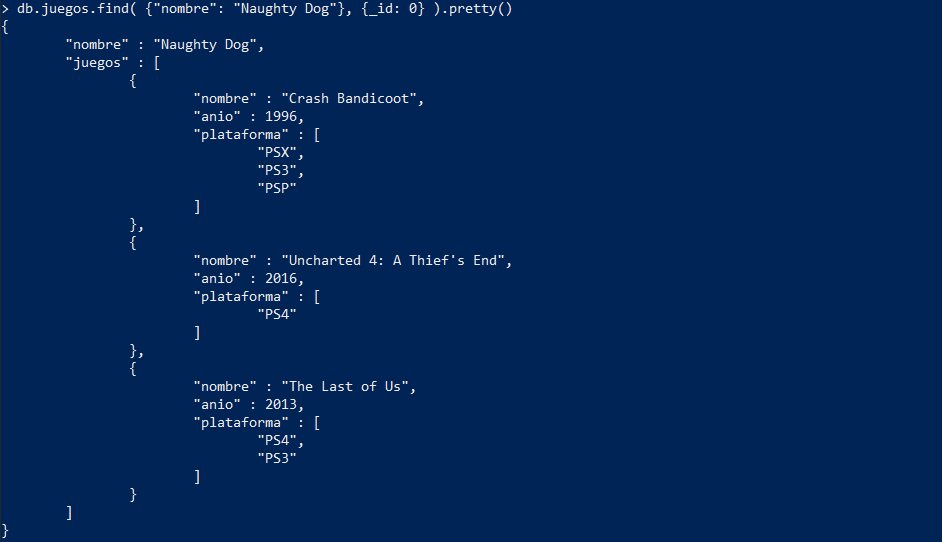 > db.juegos.find( {"nombre": "Naughty Dog"}, {_id: 0} ).pretty()
{
        "nombre" : "Naughty Dog",
        "juegos" : [
                {
                        "nombre" : "Crash Bandicoot",
                        "anio" : 1996,
                        "plataforma" : [
                                "PSX",
                                "PS3",
                                "PSP"
                        ]
                },
                {
                        "nombre" : "Uncharted 4: A Thief's End",
                        "anio" : 2016,
                        "plataforma" : [
                                "PS4"
                        ]
                },
                {
                        "nombre" : "The Last of Us",
                        "anio" : 2013,
                        "plataforma" : [
                                "PS4",
                                "PS3"
                        ]
                }
        ]
}